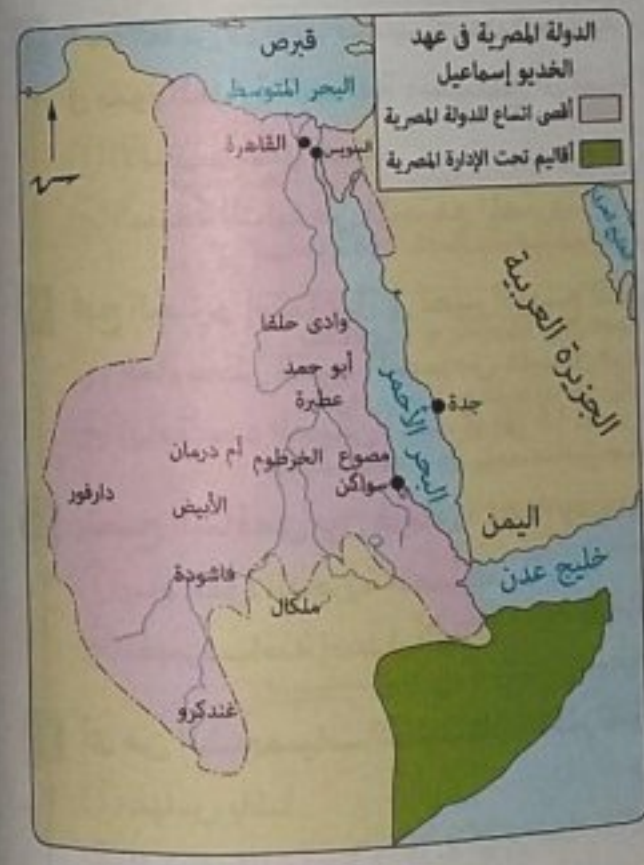 الدولة المصرية فى عهد
الخديو إسماعيل
أقصى اتساع للدولة المصرية
أقاليم تحت الإدارة المصرية
قبرص
البحر المتوسط
القاهرة
السويس
الجزيرة العربية
وادى حلفا
أبو حمد
عطبرة
البحر الأحمر
جدة
أم درمان
الخرطوم
مصوع
سواكن
دارفور
الأبيض
اليمن
خليج عدن
فاشودة
ملكال
غندكرو